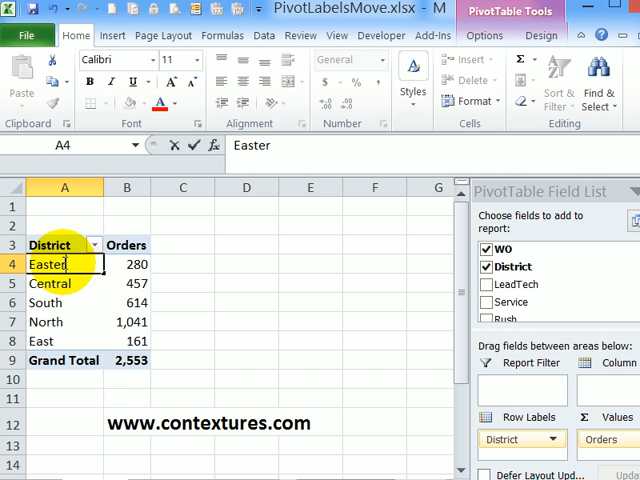 PivotLabelsMove.xlsx - M
PivotTable Tools
File Home Insert Page Layout Formulas Data Review View Developer Add-Ins Options Design
Paste
Calibri 11
B I U A A
General
$ % ,
Styles
Insert
Delete
Format
Σ
Sort & Filter
Find & Select
Clipboard Font Alignment Number Cells Editing
A4
fx
Easter
A B C D E F G
1
2
3 District Orders
4 Easter 280
5 Central 457
6 South 614
7 North 1,041
8 East 161
9 Grand Total 2,553
10
11
12 www.contextures.com
13
14
PivotTable Field List
Choose fields to add to
report:
WO
District
LeadTech
Service
Rush
Drag fields between areas below:
Report Filter Column
Row Labels Σ Values
District Orders
Defer Layout Upd... Updat